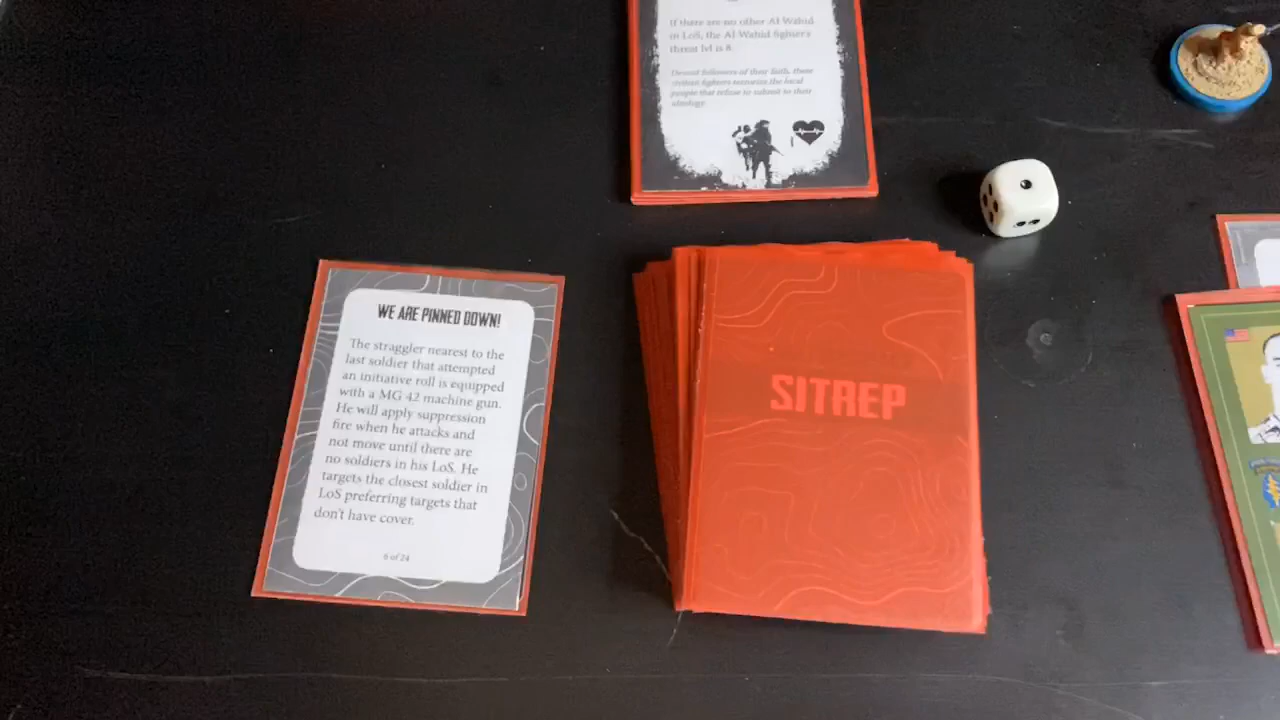 If there are no other Al Wahid
in LoS, the Al Wahid fighter's
threat lvl is 8
Devout followers of their faith, these
civilian fighters terrorize the local
people that refuse to submit to their
ideology.
WE ARE PINNED DOWN!
The straggler nearest to the
last soldier that attempted
an initiative roll is equipped
with a MG 42 machine gun.
He will apply suppression
fire when he attacks and
not move until there are
no soldiers in his LoS. He
targets the closest soldier in
LoS preferring targets that
don't have cover.
6 of 24
SITREP